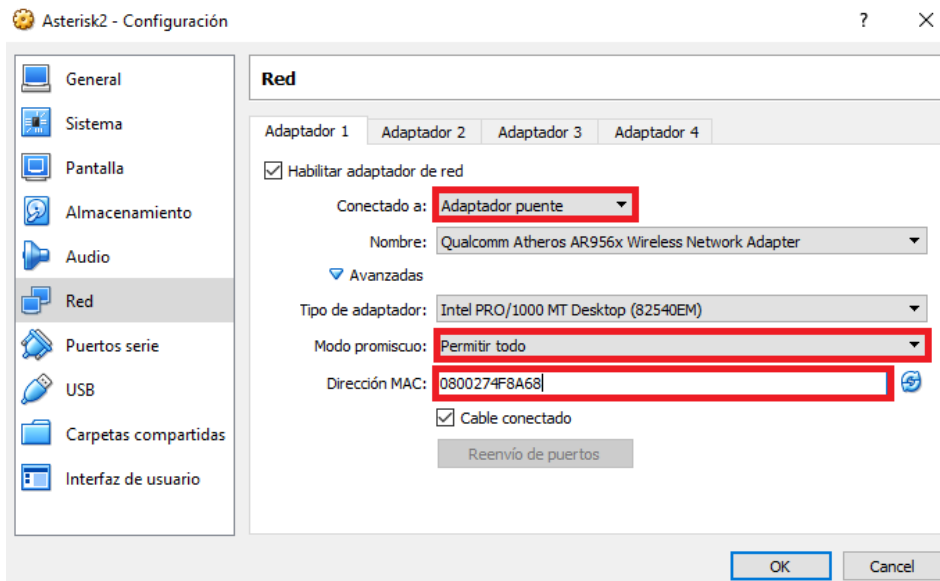 Asterisk2 - Configuración ? ×
General
Sistema
Pantalla
Almacenamiento
Audio
Red
Puertos serie
USB
Carpetas compartidas
Interfaz de usuario
Red
Adaptador 1 Adaptador 2 Adaptador 3 Adaptador 4
Habilitar adaptador de red
Conectado a: Adaptador puente
Nombre: Qualcomm Atheros AR956x Wireless Network Adapter
Avanzadas
Tipo de adaptador: Intel PRO/1000 MT Desktop (82540EM)
Modo promiscuo: Permitir todo
Dirección MAC: 0800274F8A68
Cable conectado
Reenvío de puertos
OK Cancel